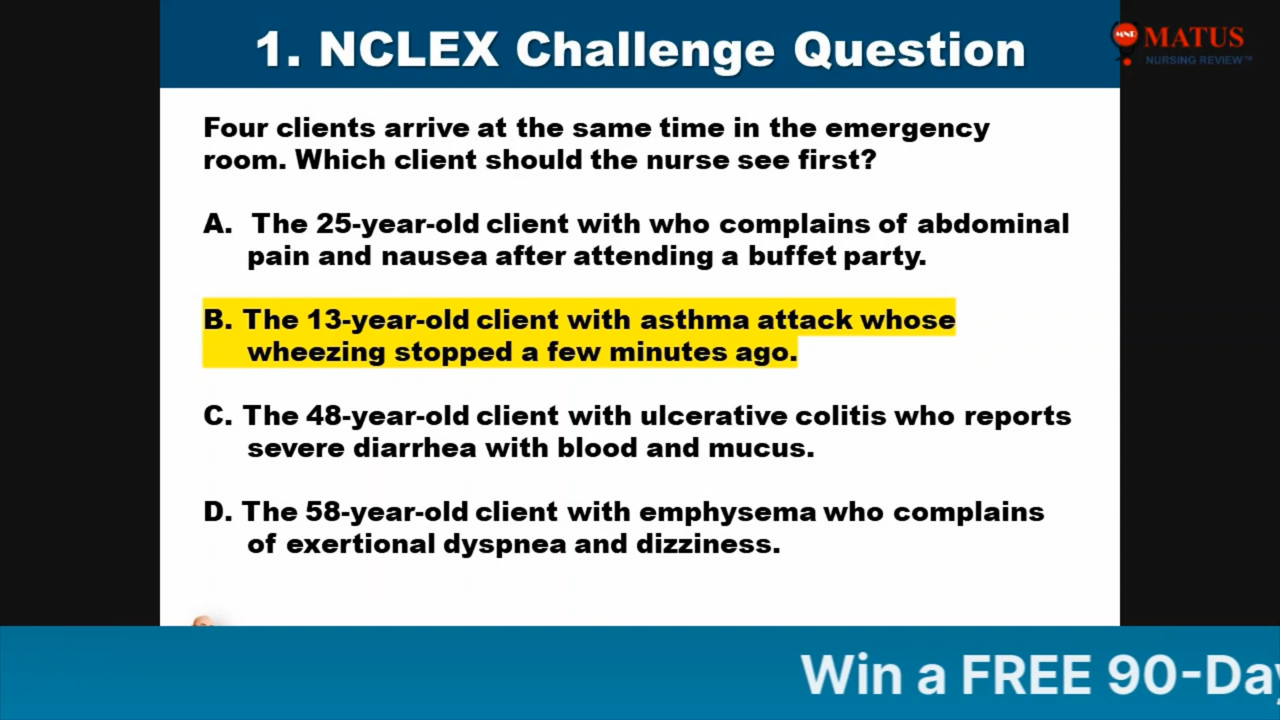 1. NCLEX Challenge Question
MNR MATUS
NURSING REVIEW™
Four clients arrive at the same time in the emergency
room. Which client should the nurse see first?
A. The 25-year-old client with who complains of abdominal
pain and nausea after attending a buffet party.
B. The 13-year-old client with asthma attack whose
wheezing stopped a few minutes ago.
C. The 48-year-old client with ulcerative colitis who reports
severe diarrhea with blood and mucus.
D. The 58-year-old client with emphysema who complains
of exertional dyspnea and dizziness.
Win a FREE 90-Day